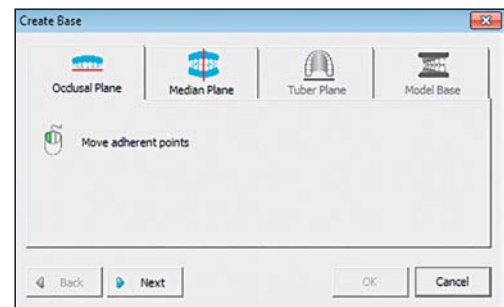 Create Base
Occlusal Plane
Median Plane
Tuber Plane
Model Base
Move adherent points
Back
Next
OK
Cancel